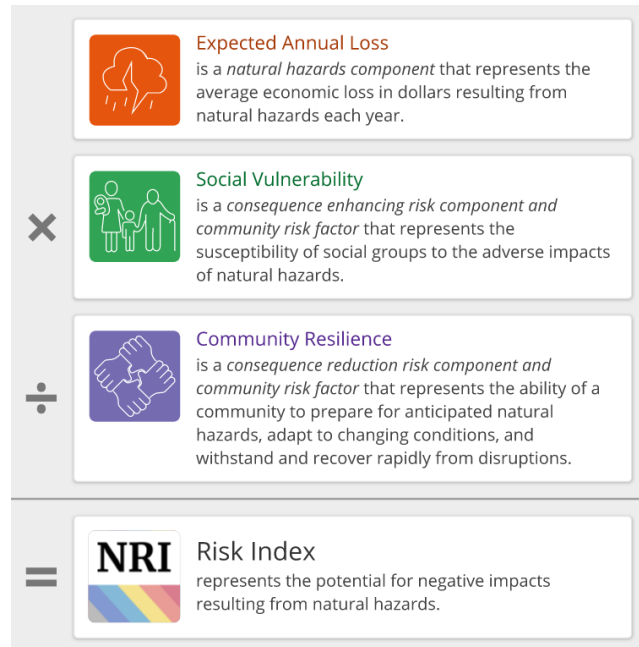 Expected Annual Loss
is a natural hazards component that represents the
average economic loss in dollars resulting from
natural hazards each year.
×
Social Vulnerability
is a consequence enhancing risk component and
community risk factor that represents the
susceptibility of social groups to the adverse impacts
of natural hazards.
÷
Community Resilience
is a consequence reduction risk component and
community risk factor that represents the ability of a
community to prepare for anticipated natural
hazards, adapt to changing conditions, and
withstand and recover rapidly from disruptions.
=
NRI
Risk Index
represents the potential for negative impacts
resulting from natural hazards.